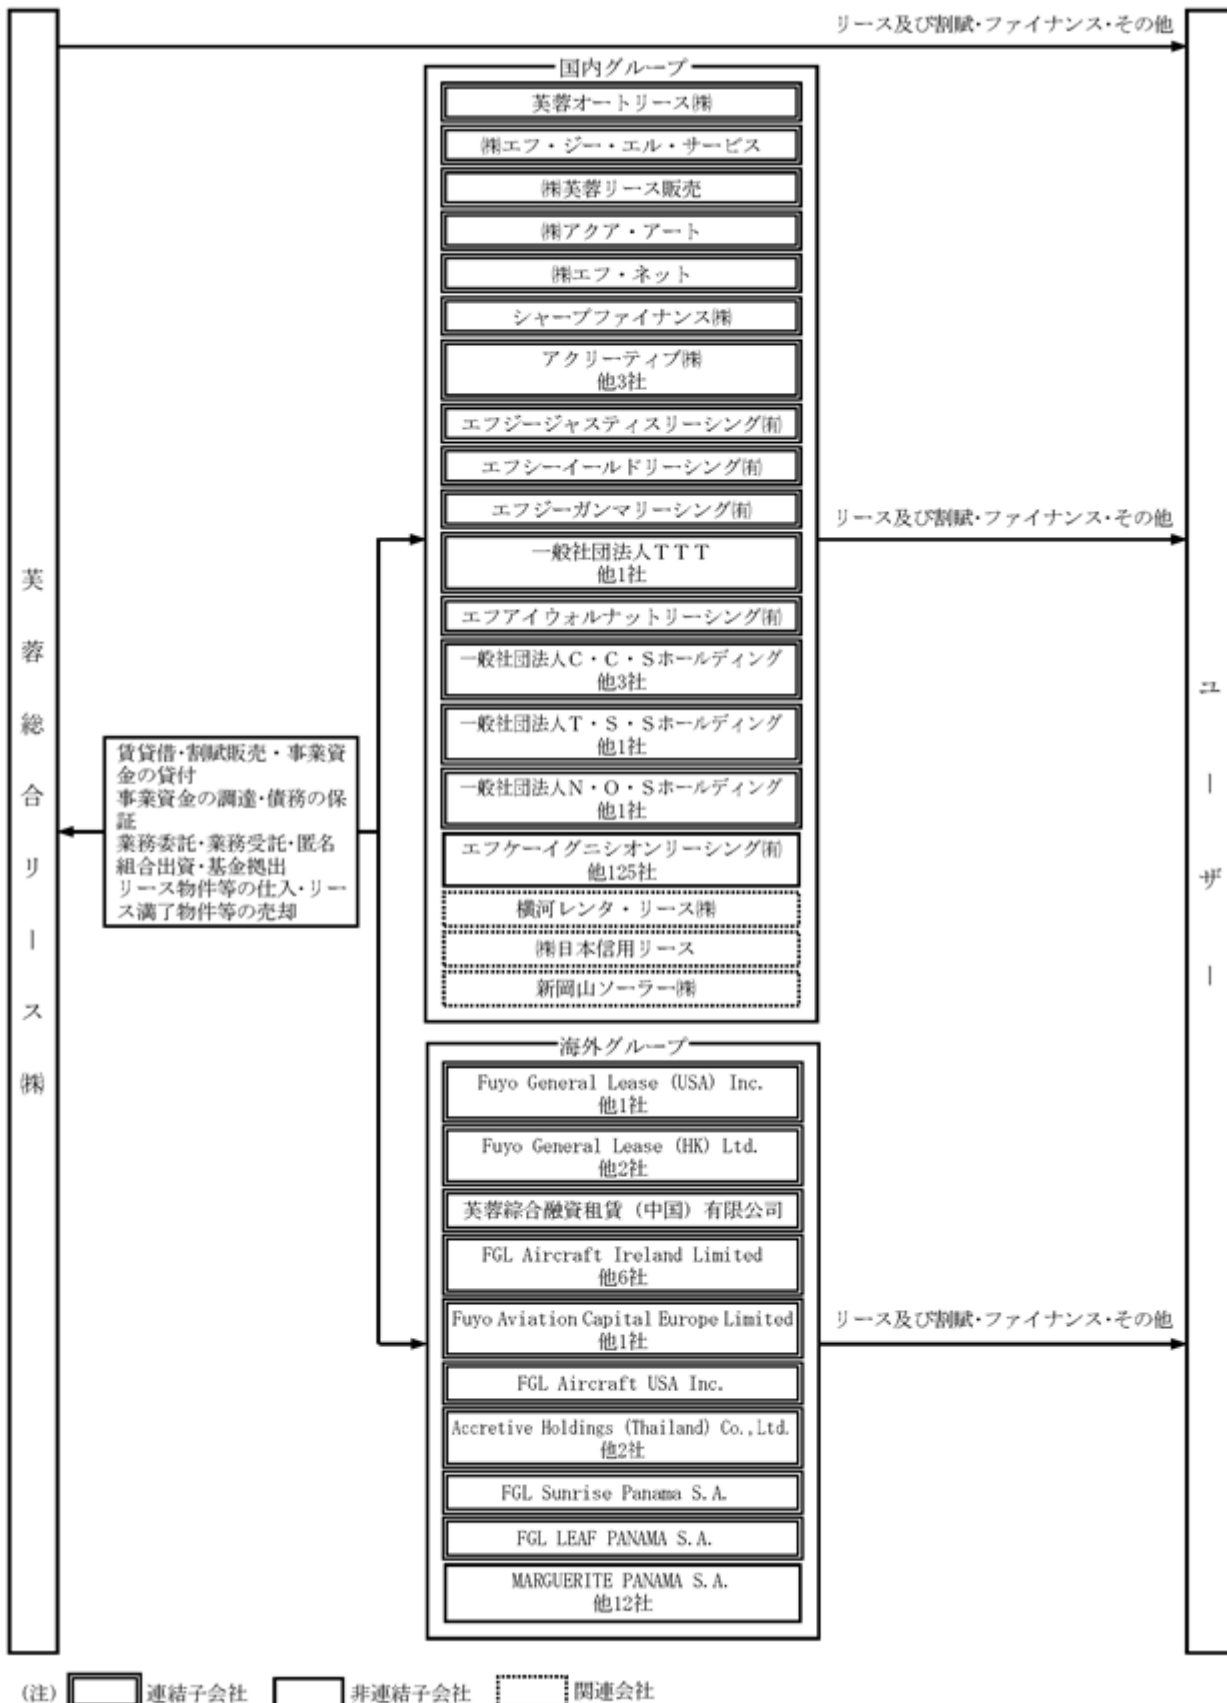 リース及び割賦・ファイナンス・その他
国内グループ
芙蓉オートリース㈱
㈱エフ・ジー・エル・サービス
㈱芙蓉リース販売
㈱アクア・アート
㈱エフ・ネット
シャープファイナンス㈱
アクリーティブ㈱
他3社
エフジージャスティスリーシング㈲
エフシーイールドリーシング㈲
エフジーガンマリーシング㈲
一般社団法人ＴＴＴ
他1社
エフアイウォルナットリーシング㈲
一般社団法人Ｃ・Ｃ・Ｓホールディング
他3社
一般社団法人Ｔ・Ｓ・Ｓホールディング
他1社
一般社団法人Ｎ・Ｏ・Ｓホールディング
他1社
エフケーイグニシオンリーシング㈲
他125社
横河レンタ・リース㈱
㈱日本信用リース
新岡山ソーラー㈱
リース及び割賦・ファイナンス・その他
芙蓉総合リース㈱
賃貸借・割賦販売・事業資
金の貸付
事業資金の調達・債務の保
証
業務委託・業務受託・匿名
組合出資・基金拠出
リース物件等の仕入・リー
ス満了物件等の売却
ユーザー
海外グループ
Fuyo General Lease (USA) Inc.
他1社
Fuyo General Lease (HK) Ltd.
他2社
芙蓉綜合融資租賃（中国）有限公司
FGL Aircraft Ireland Limited
他6社
Fuyo Aviation Capital Europe Limited
他1社
FGL Aircraft USA Inc.
Accretive Holdings (Thailand) Co.,Ltd.
他2社
FGL Sunrise Panama S.A.
FGL LEAF PANAMA S.A.
MARGUERITE PANAMA S.A.
他12社
リース及び割賦・ファイナンス・その他
(注) 連結子会社 非連結子会社 関連会社